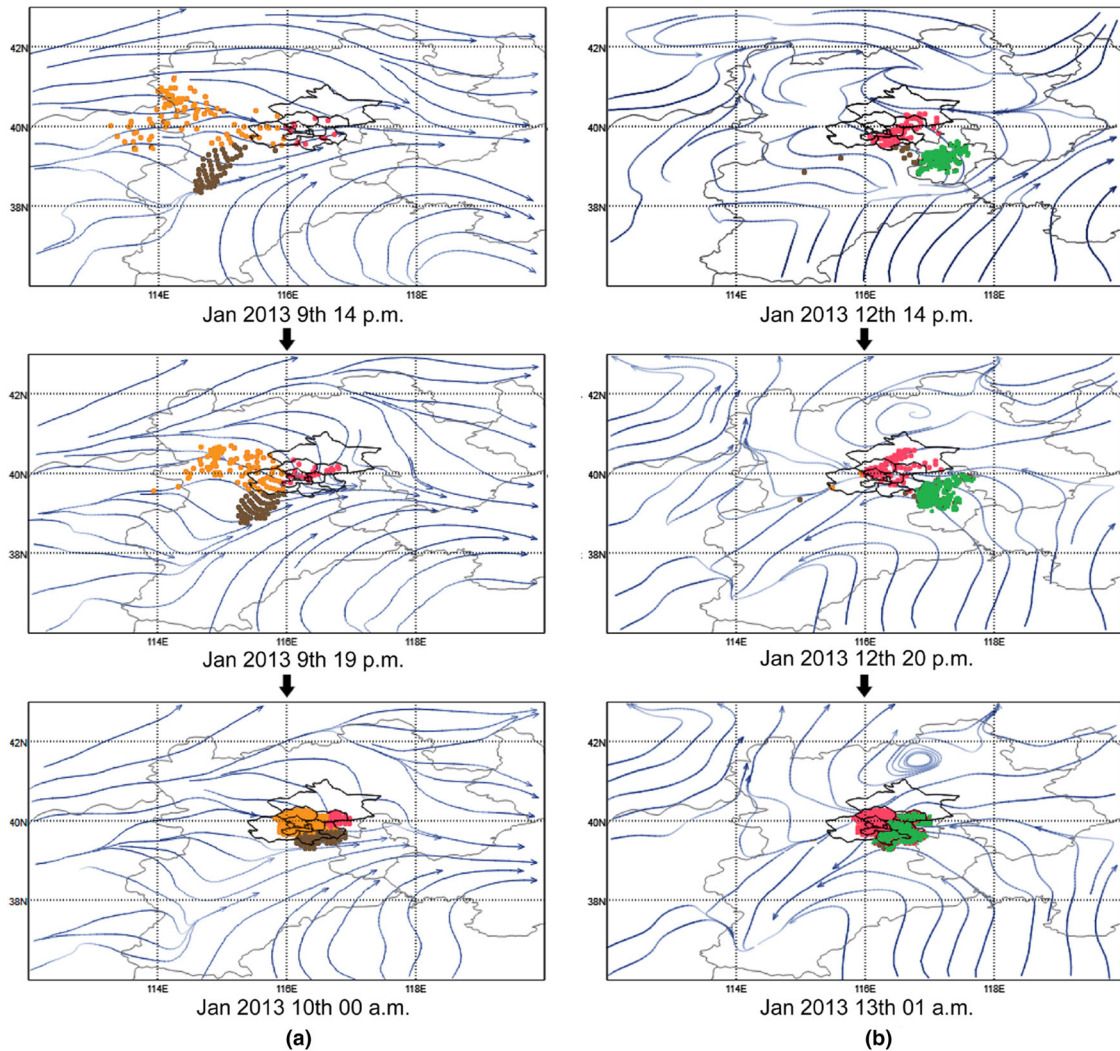 42N
40N
38N
114E 116E 118E
Jan 2013 9th 14 p.m.
42N
40N
38N
114E 116E 118E
Jan 2013 9th 19 p.m.
42N
40N
38N
114E 116E 118E
Jan 2013 10th 00 a.m.
(a)
42N
40N
38N
114E 116E 118E
Jan 2013 12th 14 p.m.
42N
40N
38N
114E 116E 118E
Jan 2013 12th 20 p.m.
42N
40N
38N
114E 116E 118E
Jan 2013 13th 01 a.m.
(b)